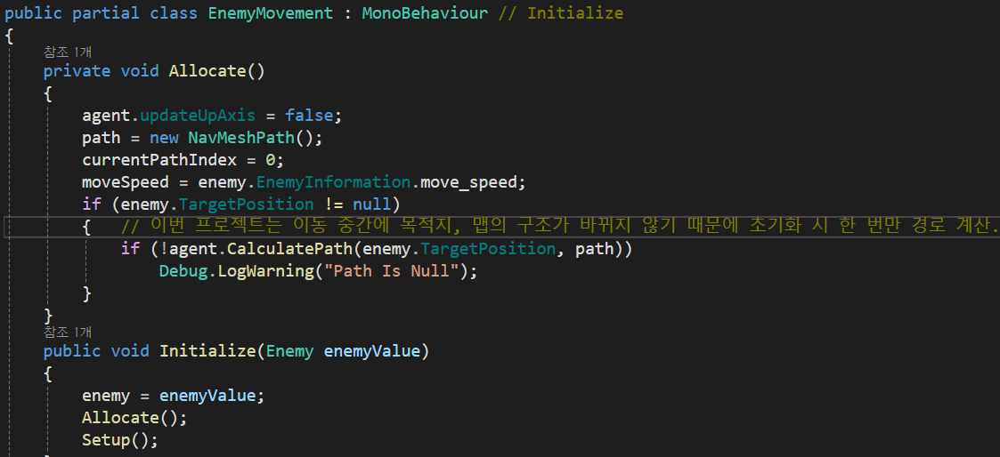 public partial class EnemyMovement : MonoBehaviour // Initialize
{
참조 1개
private void Allocate()
{
agent.updateUpAxis = false;
path = new NavMeshPath();
currentPathIndex = 0;
moveSpeed = enemy.EnemyInformation.move_speed;
if (enemy.TargetPosition != null)
{ // 이번 프로젝트는 이동 중간에 목적지, 맵의 구조가 바뀌지 않기 때문에 초기화 시 한 번만 경로 계산.
if (!agent.CalculatePath(enemy.TargetPosition, path))
Debug.LogWarning("Path Is Null");
}
}
참조 1개
public void Initialize(Enemy enemyValue)
{
enemy = enemyValue;
Allocate();
Setup();